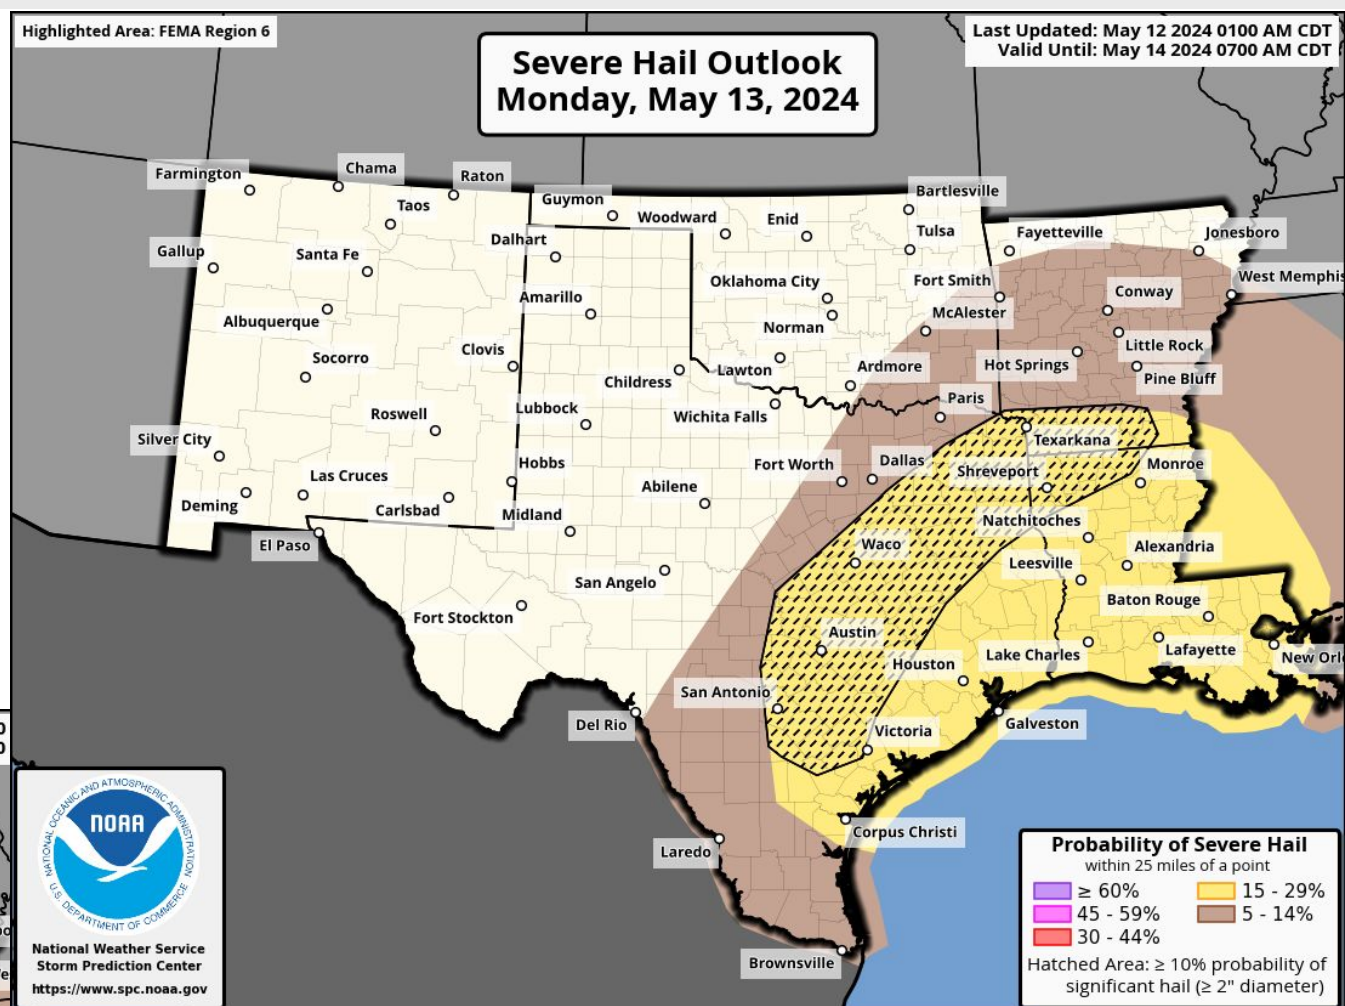 Highlighted Area: FEMA Region 6
Severe Hail Outlook
Monday, May 13, 2024
Last Updated: May 12 2024 0100 AM CDT
Valid Until: May 14 2024 0700 AM CDT
Farmington
Chama
Raton
Taos
Guymon
Woodward
Enid
Bartlesville
Tulsa
Fayetteville
Jonesboro
Gallup
Santa Fe
Dalhart
Oklahoma City
Fort Smith
West Memphis
Albuquerque
Amarillo
Norman
McAlester
Conway
Little Rock
Socorro
Clovis
Childress
Lawton
Ardmore
Hot Springs
Pine Bluff
Roswell
Lubbock
Wichita Falls
Paris
Silver City
Las Cruces
Hobbs
Fort Worth
Dallas
Texarkana
Shreveport
Monroe
Deming
Carlsbad
Midland
Abilene
Natchitoches
El Paso
San Angelo
Waco
Leesville
Alexandria
Fort Stockton
Austin
Baton Rouge
Houston
Lake Charles
Lafayette
New Orl
San Antonio
Del Rio
Victoria
Galveston
Laredo
Corpus Christi
Brownsville
NATIONAL OCEANIC AND ATMOSPHERIC ADMINISTRATION
NOAA
U.S. DEPARTMENT OF COMMERCE
National Weather Service
Storm Prediction Center
https://www.spc.noaa.gov
Probability of Severe Hail
within 25 miles of a point
≥ 60%
15 - 29%
45 - 59%
5 - 14%
30 - 44%
Hatched Area: ≥ 10% probability of
significant hail (≥ 2" diameter)